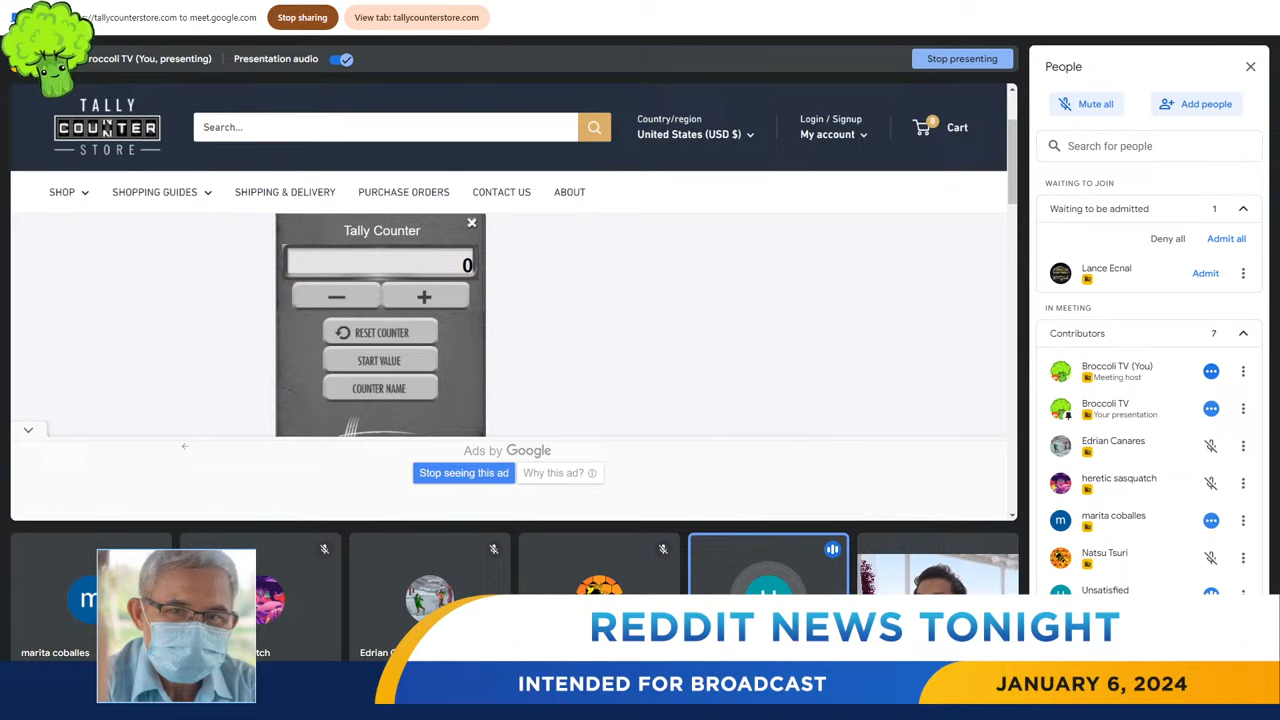 ://tallycounterstore.com to meet.google.com
Stop sharing
View tab: tallycounterstore.com
Broccoli TV (You, presenting)
Presentation audio
Stop presenting
TALLY
COUNTER
STORE
Search...
Country/region
United States (USD $)
Login / Signup
My account
0
Cart
SHOP
SHOPPING GUIDES
SHIPPING & DELIVERY
PURCHASE ORDERS
CONTACT US
ABOUT
Tally Counter
0
RESET COUNTER
START VALUE
COUNTER NAME
Ads by Google
Stop seeing this ad
Why this ad?
People
Mute all
Add people
Search for people
WAITING TO JOIN
Waiting to be admitted 1
Deny all
Admit all
Lance Ecnal
Admit
IN MEETING
Contributors 7
Broccoli TV (You)
Meeting host
Broccoli TV
Your presentation
Edrian Canares
heretic sasquatch
m
marita coballes
Natsu Tsuri
Unsatisfied
m
marita coballes
REDDIT NEWS TONIGHT
INTENDED FOR BROADCAST
JANUARY 6, 2024